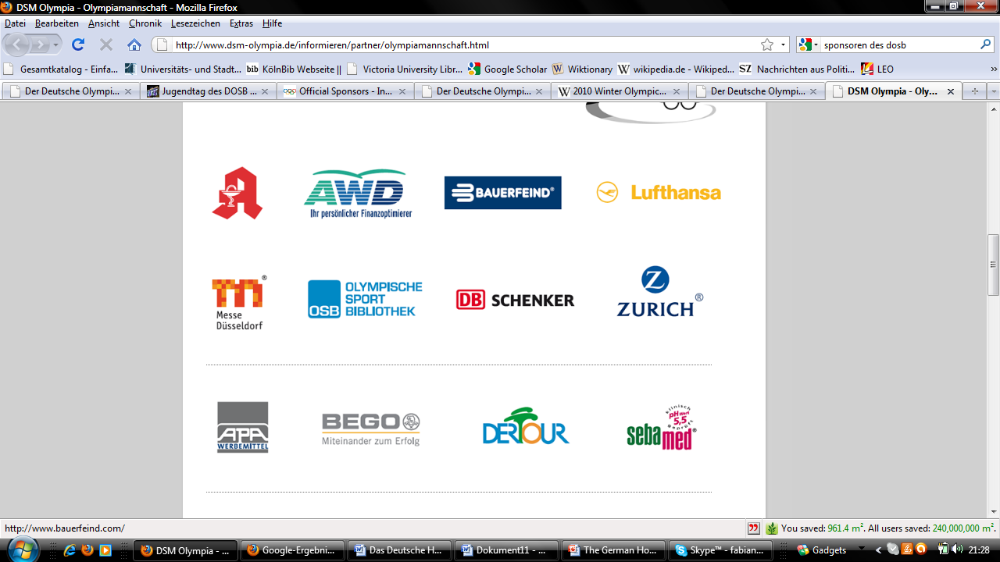 DSM Olympia - Olympiamannschaft - Mozilla Firefox
Datei Bearbeiten Ansicht Chronik Lesezeichen Extras Hilfe
http://www.dsm-olympia.de/informieren/partner/olympiamannschaft.html
sponsoren des dosb
Gesamtkatalog - Einfa... Universitäts- und Stadt... bib KölnBib Website || Victoria University Libr... Google Scholar W Wiktionary W wikipedia.de - Wikiped... SZ Nachrichten aus Politi... LEO »
Der Deutsche Olympi... Jugendtag des DOSB ... Official Sponsors - In... Der Deutsche Olympi... W 2010 Winter Olympic... Der Deutsche Olympi... DSM Olympia - Oly...
AWD
Ihr persönlicher Finanzoptimierer
BAUERFEIND®
Lufthansa
m®
Messe
Düsseldorf
OSB
OLYMPISCHE
SPORT
BIBLIOTHEK
DB SCHENKER
Z
ZURICH®
APA
WERBEMITTEL
BEGO
Miteinander zum Erfolg
DERTOUR
klinisch
pH Wert
5,5
geprüft
sebamed®
http://www.bauerfeind.com/
You saved: 961.4 m². All users saved: 240,000,000 m².
DSM Olympia - ... Google-Ergebni... Das Deutsche H... Dokument11 - ... The German Ho... Skype™ - fabian... Gadgets 21:28